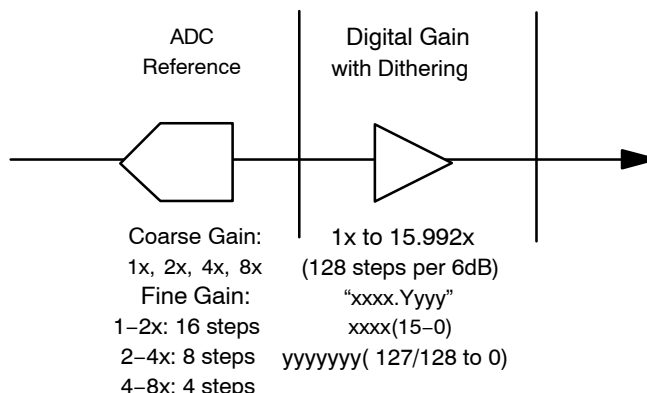 ADC
Reference
Digital Gain
with Dithering
Coarse Gain:
1x, 2x, 4x, 8x
Fine Gain:
1–2x: 16 steps
2–4x: 8 steps
4–8x: 4 steps
1x to 15.992x
(128 steps per 6dB)
“xxxx.Yyyy”
xxxx(15–0)
yyyyyyy( 127/128 to 0)